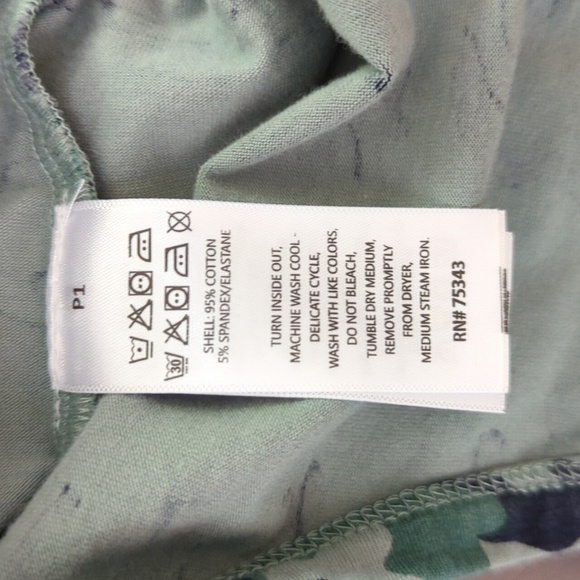 P1
30
SHELL: 95% COTTON
5% SPANDEX/ELASTANE
TURN INSIDE OUT,
MACHINE WASH COOL -
DELICATE CYCLE,
WASH WITH LIKE COLORS,
DO NOT BLEACH,
TUMBLE DRY MEDIUM,
REMOVE PROMPTLY
FROM DRYER,
MEDIUM STEAM IRON.
RN# 75343